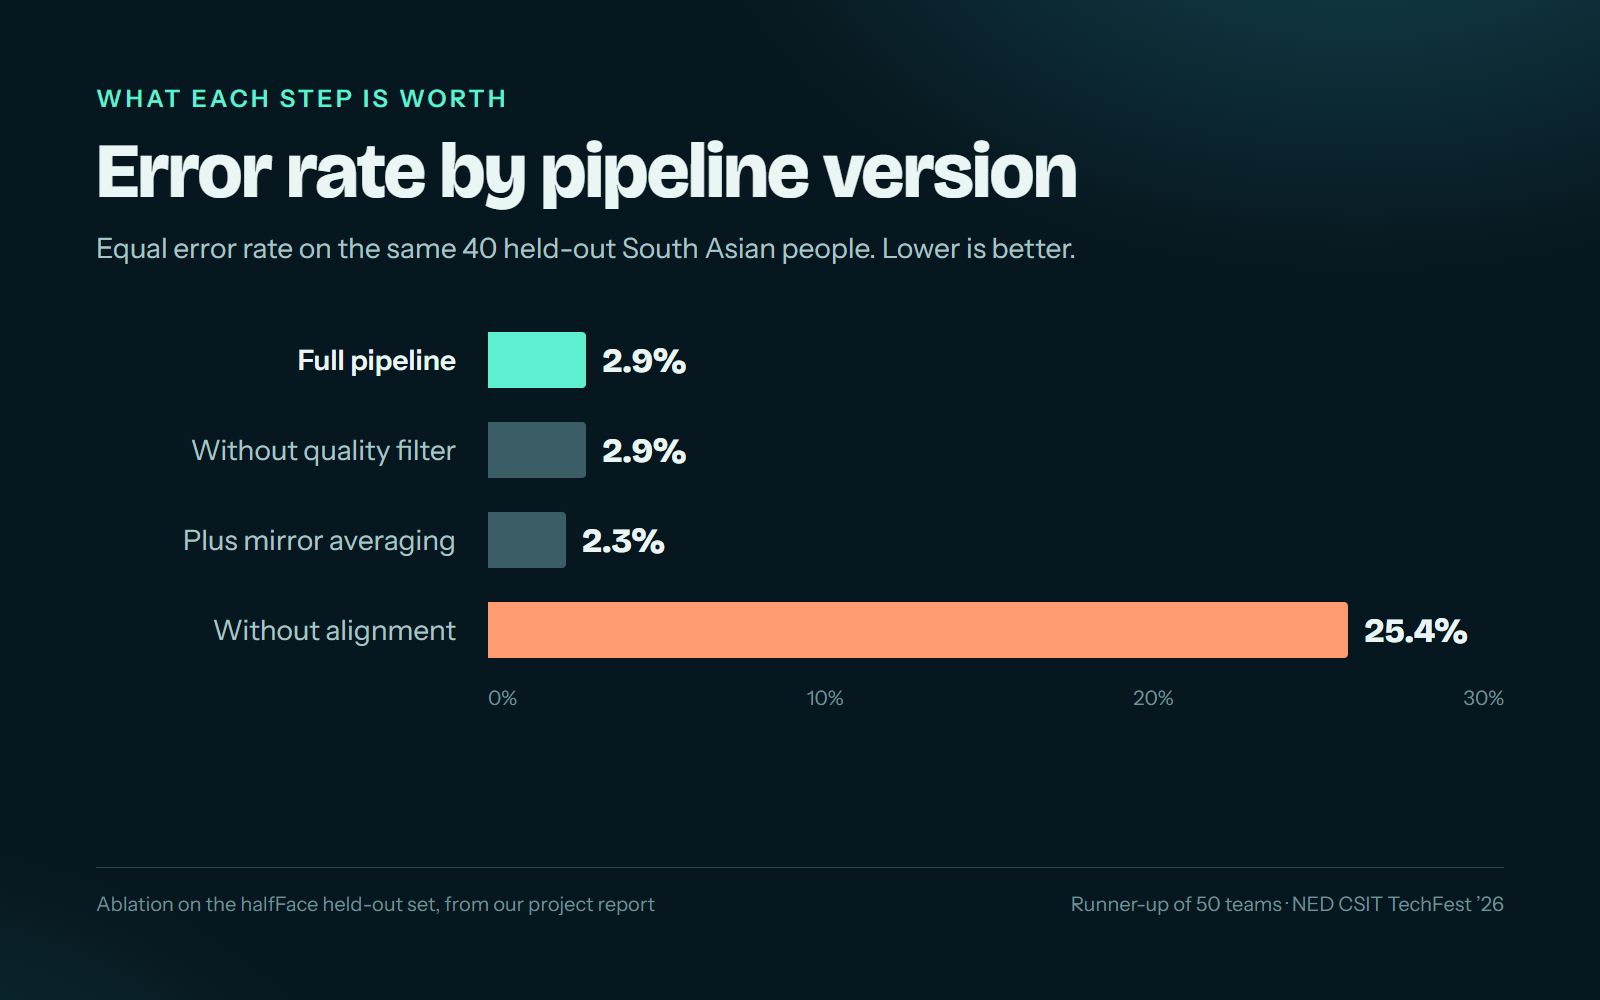 WHAT EACH STEP IS WORTH
Error rate by pipeline version
Equal error rate on the same 40 held-out South Asian people. Lower is better.
Full pipeline 2.9%
Without quality filter 2.9%
Plus mirror averaging 2.3%
Without alignment 25.4%
0% 10% 20% 30%
Ablation on the halfFace held-out set, from our project report
Runner-up of 50 teams · NED CSIT TechFest ’26